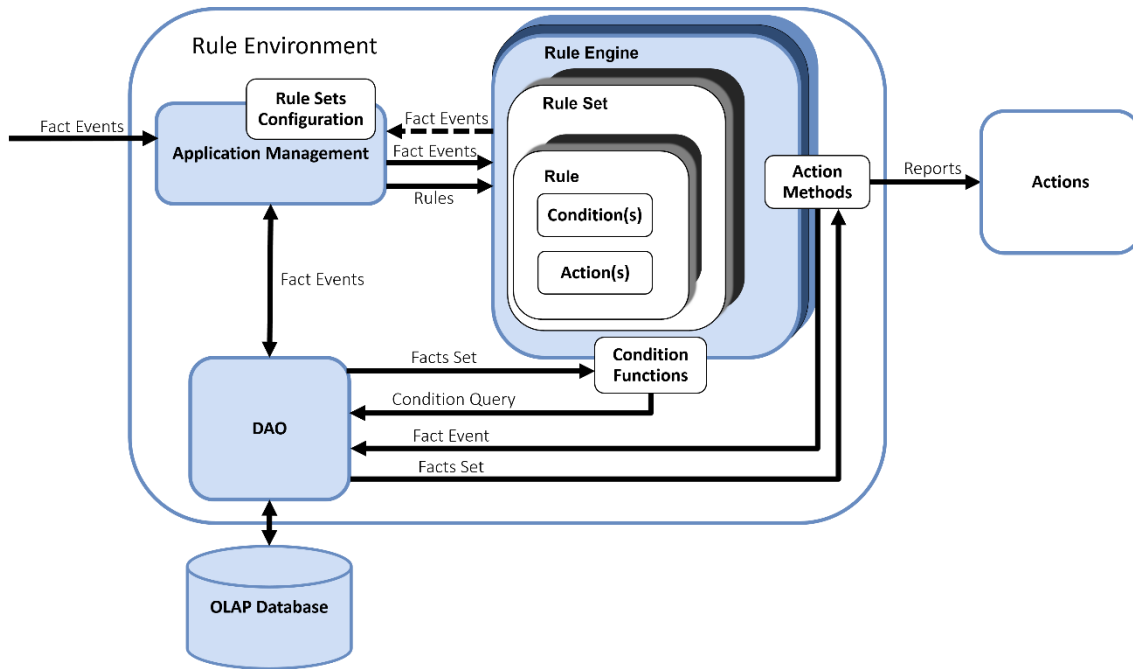 Rule Environment
Rule Engine
Rule Sets
Configuration
Rule Set
Fact Events
Fact Events
Application Management
Fact Events
Rules
Rule
Condition(s)
Action(s)
Action
Methods
Reports
Actions
Fact Events
Facts Set
Condition
Functions
Condition Query
DAO
Fact Event
Facts Set
OLAP Database